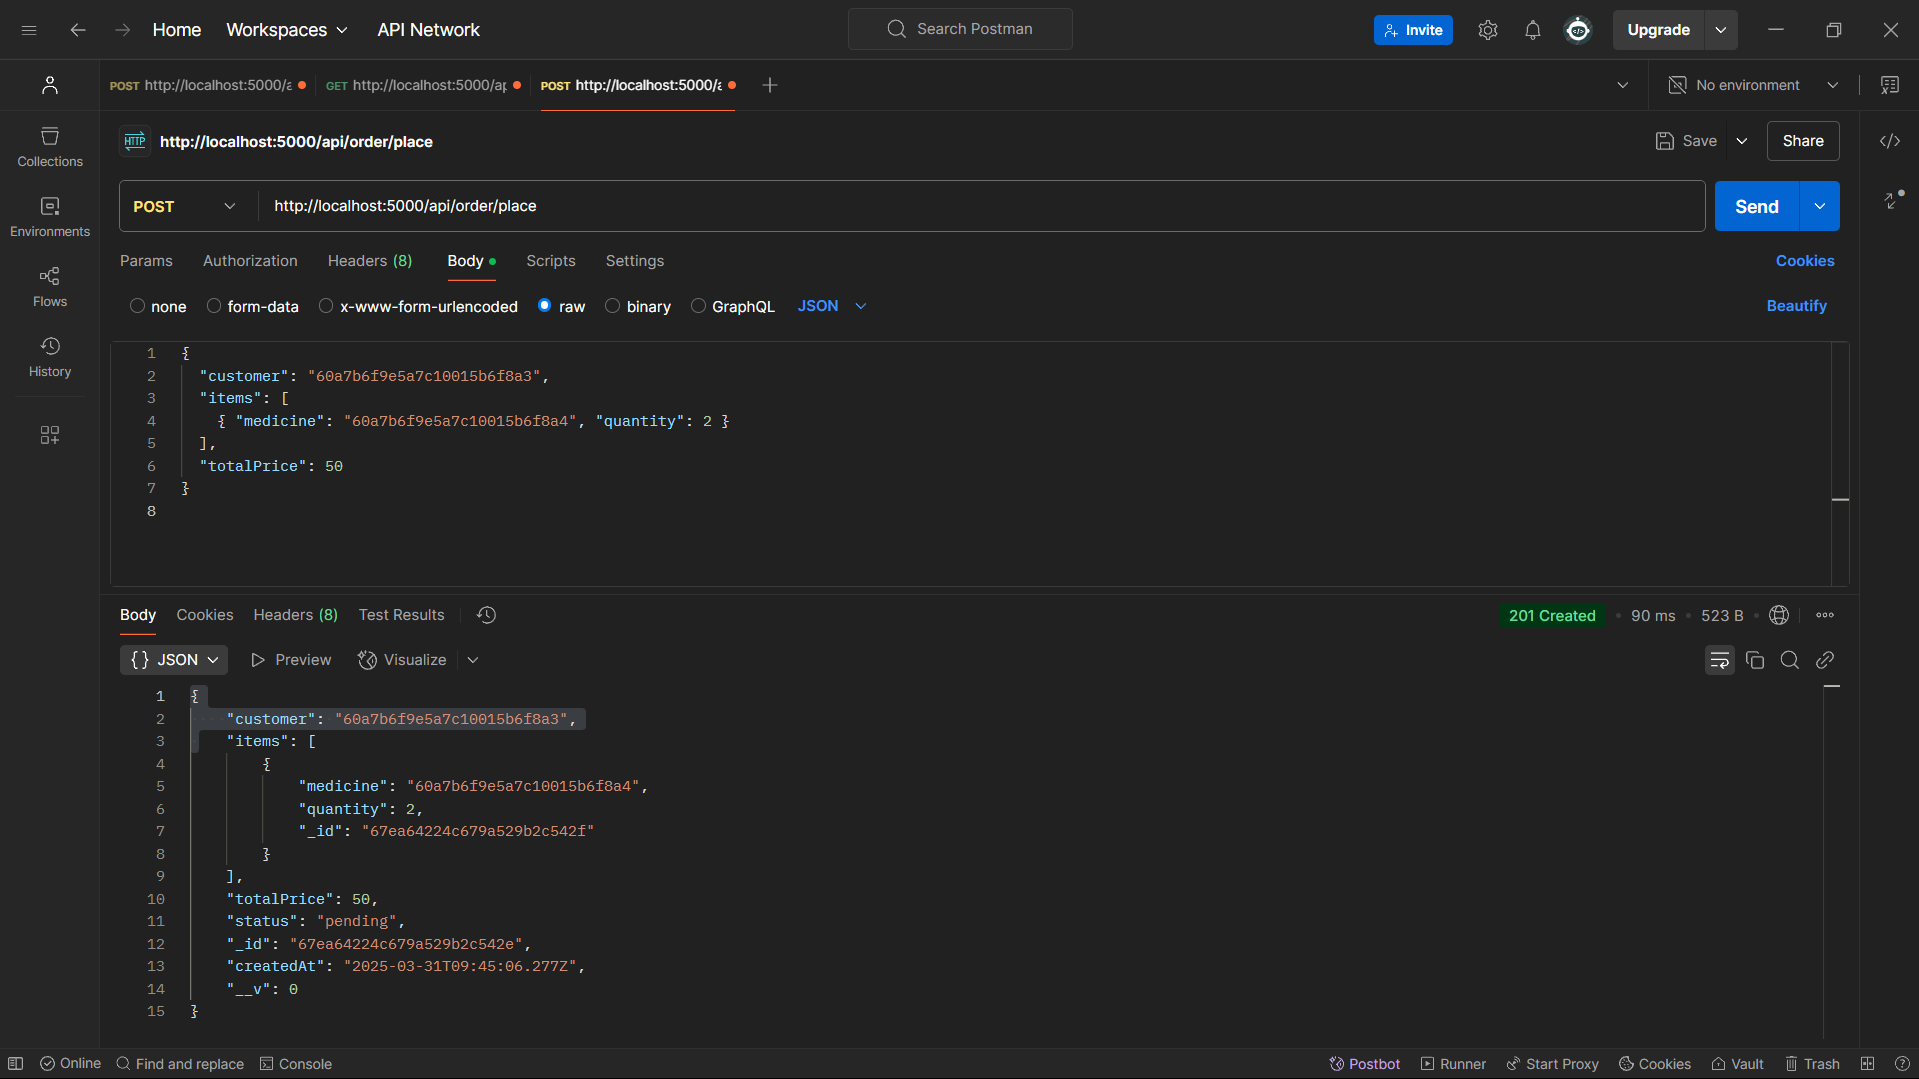 Home Workspaces API Network Search Postman Invite Upgrade
POST http://localhost:5000/a GET http://localhost:5000/ap POST http://localhost:5000/a No environment
HTTP http://localhost:5000/api/order/place Save Share
POST http://localhost:5000/api/order/place Send
Params Authorization Headers (8) Body Scripts Settings Cookies
none form-data x-www-form-urlencoded raw binary GraphQL JSON Beautify
Collections
Environments
Flows
History
1 {
2 "customer": "60a7b6f9e5a7c10015b6f8a3",
3 "items": [
4 { "medicine": "60a7b6f9e5a7c10015b6f8a4", "quantity": 2 }
5 ],
6 "totalPrice": 50
7 }
8
Body Cookies Headers (8) Test Results 201 Created 90 ms 523 B
{} JSON Preview Visualize
1 {
2 "customer": "60a7b6f9e5a7c10015b6f8a3",
3 "items": [
4 {
5 "medicine": "60a7b6f9e5a7c10015b6f8a4",
6 "quantity": 2,
7 "_id": "67ea64224c679a529b2c542f"
8 }
9 ],
10 "totalPrice": 50,
11 "status": "pending",
12 "_id": "67ea64224c679a529b2c542e",
13 "createdAt": "2025-03-31T09:45:06.277Z",
14 "__v": 0
15 }
Online Find and replace Console Postbot Runner Start Proxy Cookies Vault Trash